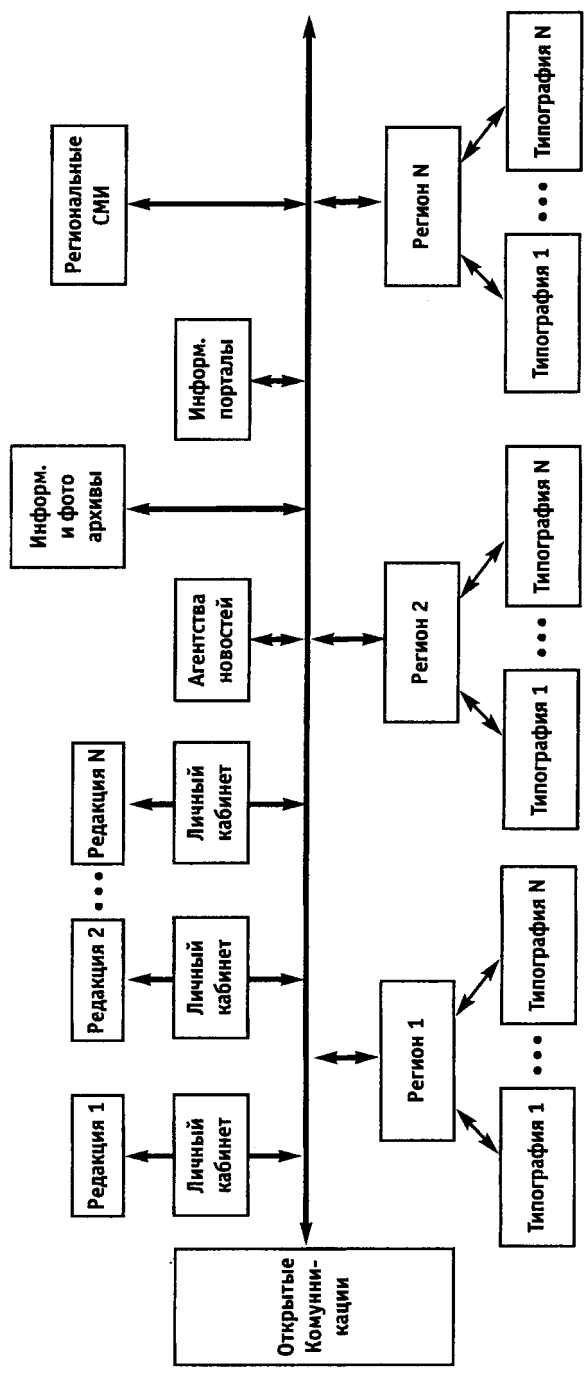 Информ.
и фото
архивы
Редакция 1
Редакция 2
•••
Редакция N
Региональные
СМИ
Открытые
Комунни-
кации
Личный
кабинет
Личный
кабинет
Личный
кабинет
Агентства
новостей
Информ.
порталы
Регион 1
Регион 2
Регион N
Типография 1
•••
Типография N
Типография 1
•••
Типография N
Типография 1
•••
Типография N